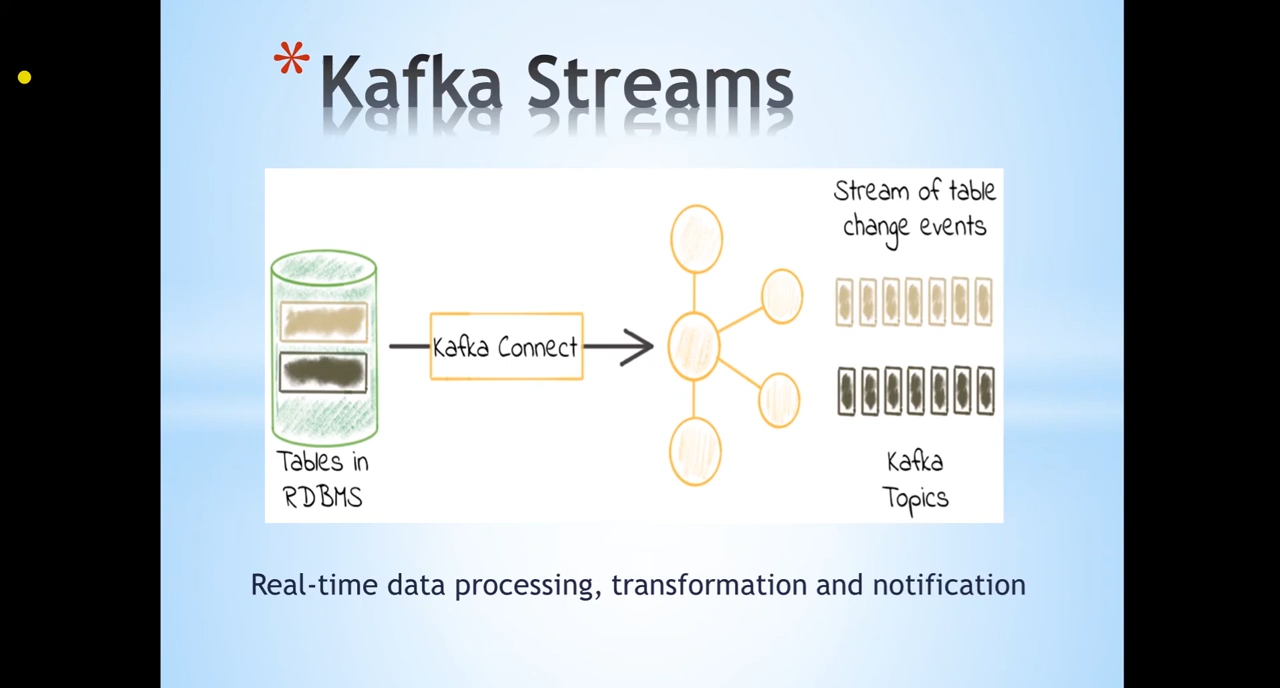 * Kafka Streams
Stream of table
change events
Kafka Connect
Tables in
RDBMS
Kafka
Topics
Real-time data processing, transformation and notification